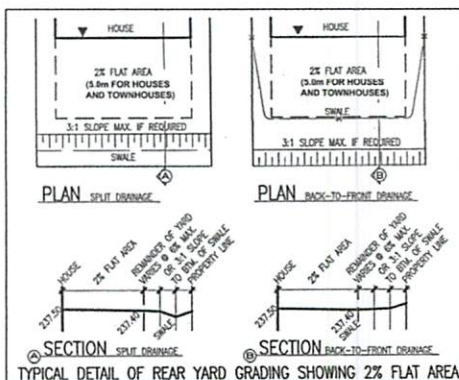 HOUSE
2% FLAT AREA
(5.0m FOR HOUSES
AND TOWNHOUSES)
3:1 SLOPE MAX. IF REQUIRED
SWALE
A
PLAN SPLIT DRAINAGE
HOUSE
2% FLAT AREA
(5.0m FOR HOUSES
AND TOWNHOUSES)
SWALE
3:1 SLOPE MAX. IF REQUIRED
B
PLAN BACK-TO-FRONT DRAINAGE
HOUSE
2% FLAT AREA
REMAINDER OF YARD
VARIES @ 6% MAX.
OR 3:1 SLOPE
TO BTM. OF SWALE
PROPERTY LINE
237.50
237.40
SWALE
A SECTION SPLIT DRAINAGE
HOUSE
2% FLAT AREA
REMAINDER OF YARD
VARIES @ 6% MAX.
OR 3:1 SLOPE
TO BTM. OF SWALE
PROPERTY LINE
237.50
237.40
SWALE
B SECTION BACK-TO-FRONT DRAINAGE
TYPICAL DETAIL OF REAR YARD GRADING SHOWING 2% FLAT AREA